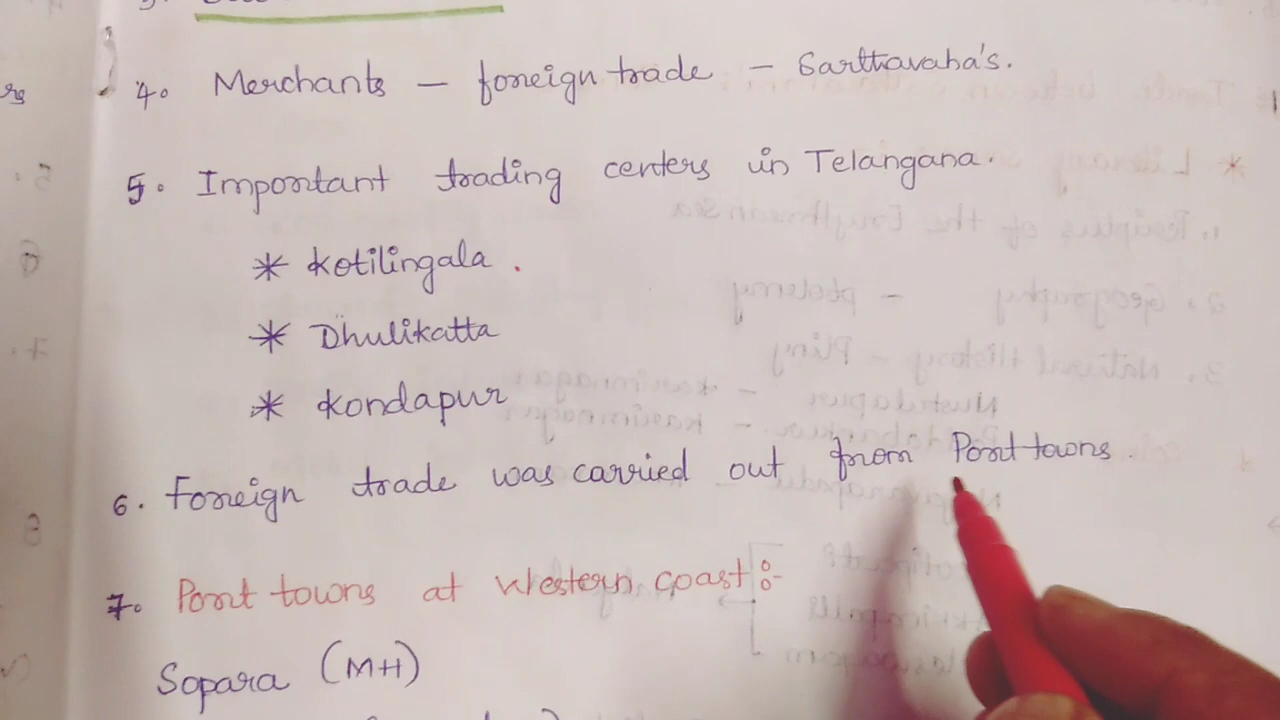 4. Merchants – foreign trade – Sarthavaha's.
5. Important trading centers in Telangana.
* Kotilingala.
* Dhulikatta
* Kondapur
6. Foreign trade was carried out from Port towns.
7. Port towns at Western coast :-
Sopara (MH)